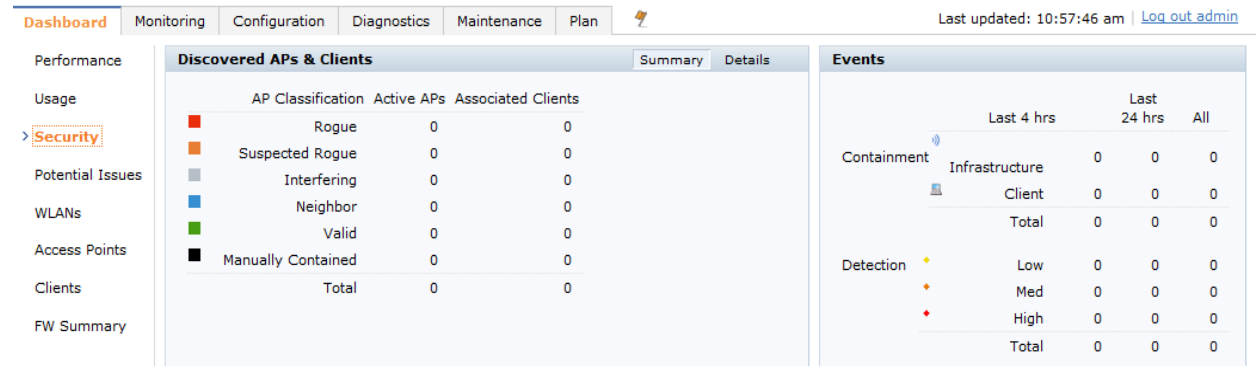 Dashboard Monitoring Configuration Diagnostics Maintenance Plan Last updated: 10:57:46 am | Log out admin
Performance
Usage
Security
Potential Issues
WLANs
Access Points
Clients
FW Summary
Discovered APs & Clients Summary Details
AP Classification Active APs Associated Clients
Rogue 0 0
Suspected Rogue 0 0
Interfering 0 0
Neighbor 0 0
Valid 0 0
Manually Contained 0 0
Total 0 0
Events
Last 4 hrs Last 24 hrs All
Containment Infrastructure 0 0 0
Client 0 0 0
Total 0 0 0
Detection Low 0 0 0
Med 0 0 0
High 0 0 0
Total 0 0 0